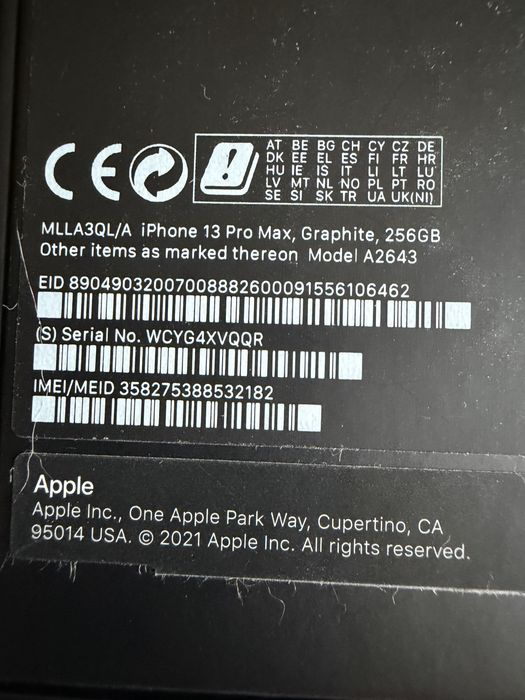 CE
AT BE BG CH CY CZ DE
DK EE EL ES FI FR HR
HU IE IS IT LI LT LU
LV MT NL NO PL PT RO
SE SI SK TR UA UK(NI)
MLLA3QL/A iPhone 13 Pro Max, Graphite, 256GB
Other items as marked thereon Model A2643
EID 89049032007008882600091556106462
(S) Serial No. WCYG4XVQQR
IMEI/MEID 358275388532182
Apple
Apple Inc., One Apple Park Way, Cupertino, CA
95014 USA. © 2021 Apple Inc. All rights reserved.